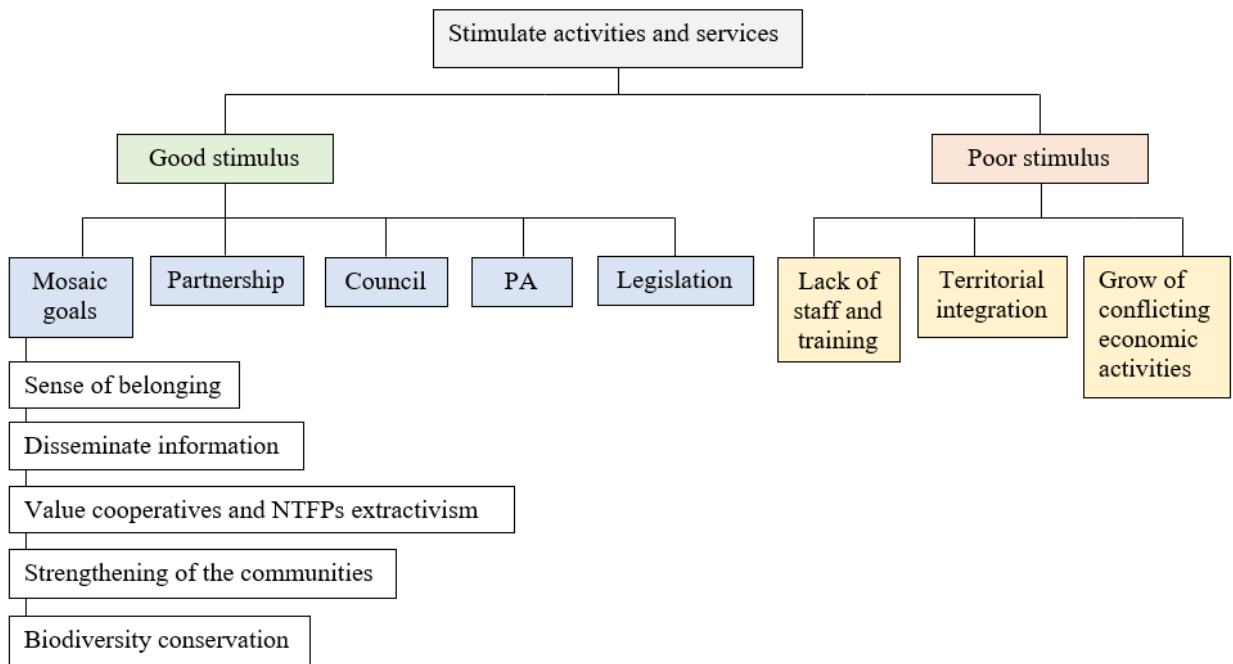 Stimulate activities and services
Good stimulus
Poor stimulus
Mosaic
goals
Partnership
Council
PA
Legislation
Lack of
staff and
training
Territorial
integration
Grow of
conflicting
economic
activities
Sense of belonging
Disseminate information
Value cooperatives and NTFPs extractivism
Strengthening of the communities
Biodiversity conservation